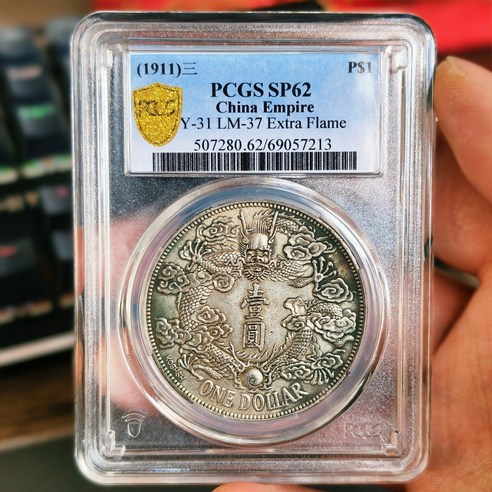 (1911)三 P$1
PCGS SP62
China Empire
Y-31 LM-37 Extra Flame
507280.62/69057213
壹圓
ONE DOLLAR